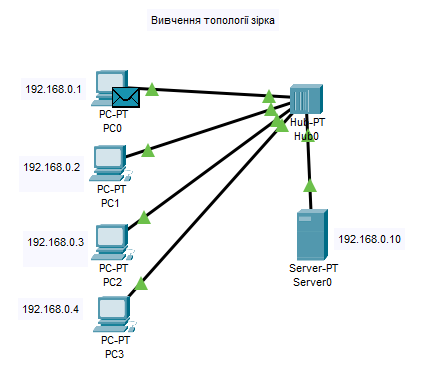 Вивчення топології зірка
192.168.0.1
PC-PT
PC0
Hub-PT
Hub0
192.168.0.2
PC-PT
PC1
192.168.0.3
PC-PT
PC2
192.168.0.10
Server-PT
Server0
192.168.0.4
PC-PT
PC3